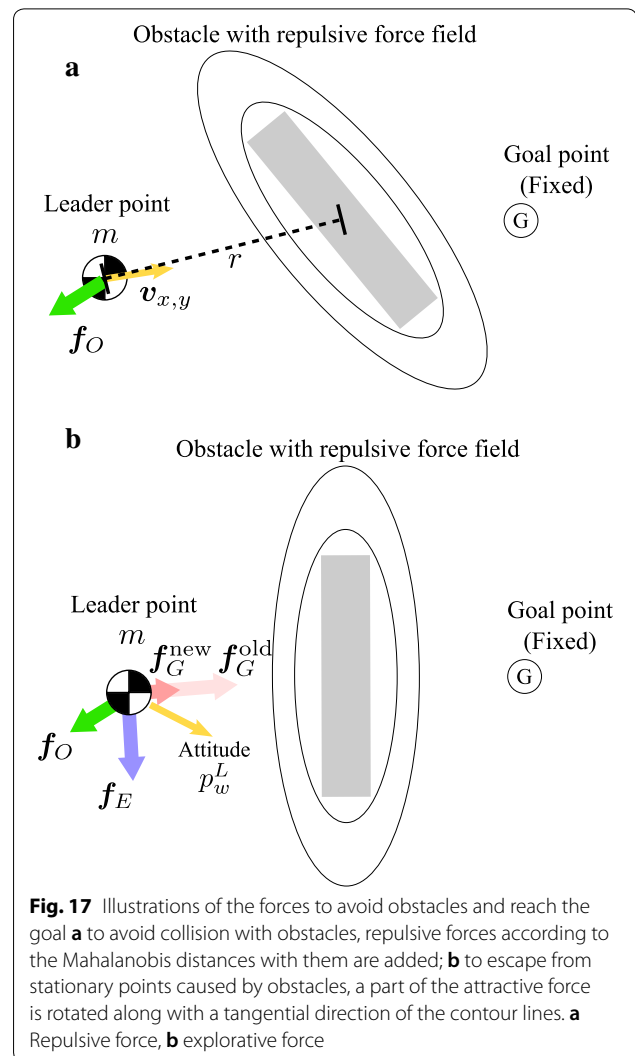 Obstacle with repulsive force field
a
Goal point
(Fixed)
G
Leader point
m
r
v_{x,y}
f_O
b
Obstacle with repulsive force field
Leader point
m
f_G^{new} f_G^{old}
Goal point
(Fixed)
G
f_O
Attitude
p_w^L
f_E
Fig. 17 Illustrations of the forces to avoid obstacles and reach the
goal a to avoid collision with obstacles, repulsive forces according to
the Mahalanobis distances with them are added; b to escape from
stationary points caused by obstacles, a part of the attractive force
is rotated along with a tangential direction of the contour lines. a
Repulsive force, b explorative force